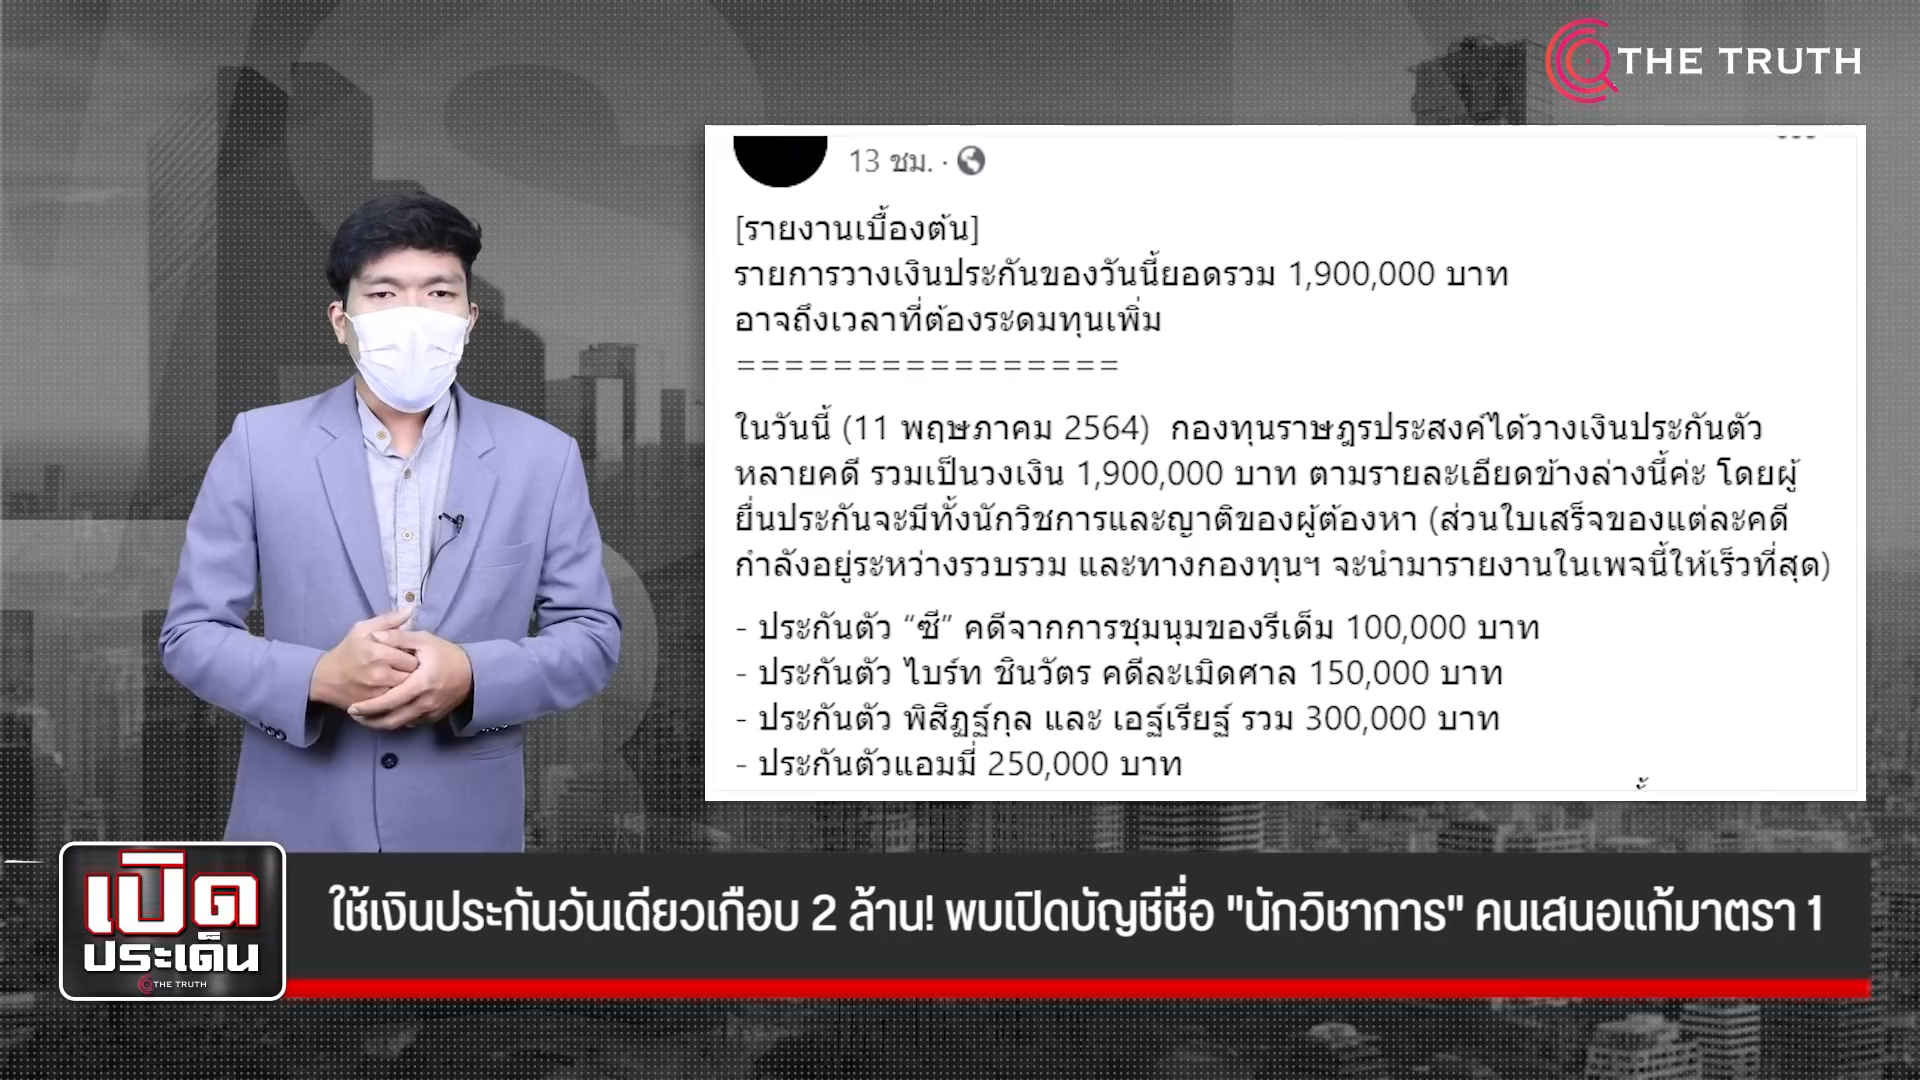 THE TRUTH
13 ชม. ·
[รายงานเบื้องต้น]
รายการวางเงินประกันของวันนี้ยอดรวม 1,900,000 บาท
อาจถึงเวลาที่ต้องระดมทุนเพิ่ม
================
ในวันนี้ (11 พฤษภาคม 2564) กองทุนราษฎรประสงค์ได้วางเงินประกันตัว
หลายคดี รวมเป็นวงเงิน 1,900,000 บาท ตามรายละเอียดข้างล่างนี้ค่ะ โดยผู้
ยื่นประกันจะมีทั้งนักวิชการและญาติของผู้ต้องหา (ส่วนใบเสร็จของแต่ละคดี
กำลังอยู่ระหว่างรวบรวม และทางกองทุนฯ จะนำมารายงานในเพจนี้ให้เร็วที่สุด)
- ประกันตัว “ซี” คดีจากการชุมนุมของรีเด็ม 100,000 บาท
- ประกันตัว ไบร์ท ชินวัตร คดีละเมิดศาล 150,000 บาท
- ประกันตัว พิสิฏฐ์กุล และ เอฐ์เรียฐ์ รวม 300,000 บาท
- ประกันตัวแอมมี่ 250,000 บาท
เปิด
ประเด็น
THE TRUTH
ใช้เงินประกันวันเดียวเกือบ 2 ล้าน! พบเปิดบัญชีชื่อ "นักวิชาการ" คนเสนอแก้มาตรา 1